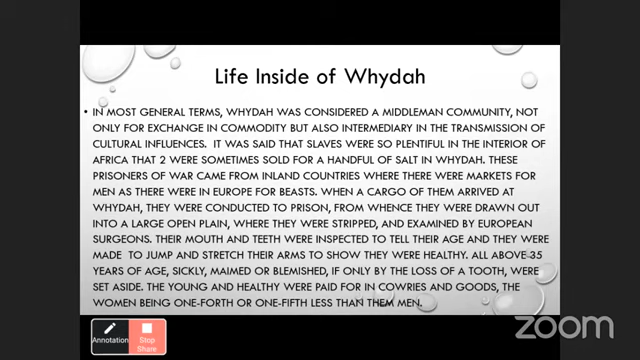 Life Inside of Whydah
• IN MOST GENERAL TERMS, WHYDAH WAS CONSIDERED A MIDDLEMAN COMMUNITY, NOT
ONLY FOR EXCHANGE IN COMMODITY BUT ALSO INTERMEDIARY IN THE TRANSMISSION OF
CULTURAL INFLUENCES. IT WAS SAID THAT SLAVES WERE SO PLENTIFUL IN THE INTERIOR OF
AFRICA THAT 2 WERE SOMETIMES SOLD FOR A HANDFUL OF SALT IN WHYDAH. THESE
PRISONERS OF WAR CAME FROM INLAND COUNTRIES WHERE THERE WERE MARKETS FOR
MEN AS THERE WERE IN EUROPE FOR BEASTS. WHEN A CARGO OF THEM ARRIVED AT
WHYDAH, THEY WERE CONDUCTED TO PRISON, FROM WHENCE THEY WERE DRAWN OUT
INTO A LARGE OPEN PLAIN, WHERE THEY WERE STRIPPED, AND EXAMINED BY EUROPEAN
SURGEONS. THEIR MOUTH AND TEETH WERE INSPECTED TO TELL THEIR AGE AND THEY WERE
MADE TO JUMP AND STRETCH THEIR ARMS TO SHOW THEY WERE HEALTHY. ALL ABOVE 35
YEARS OF AGE, SICKLY, MAIMED OR BLEMISHED, IF ONLY BY THE LOSS OF A TOOTH, WERE
SET ASIDE. THE YOUNG AND HEALTHY WERE PAID FOR IN COWRIES AND GOODS, THE
WOMEN BEING ONE-FORTH OR ONE-FIFTH LESS THAN THEM MEN.
Annotation
Stop
Share
zoom